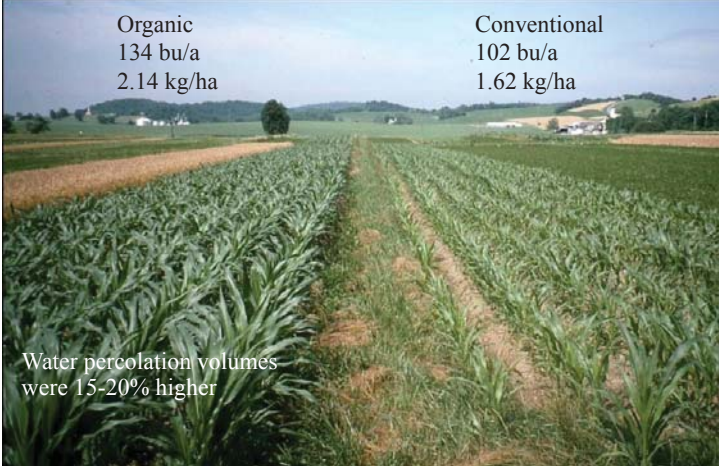 Organic
134 bu/a
2.14 kg/ha
Conventional
102 bu/a
1.62 kg/ha
Water percolation volumes
were 15-20% higher